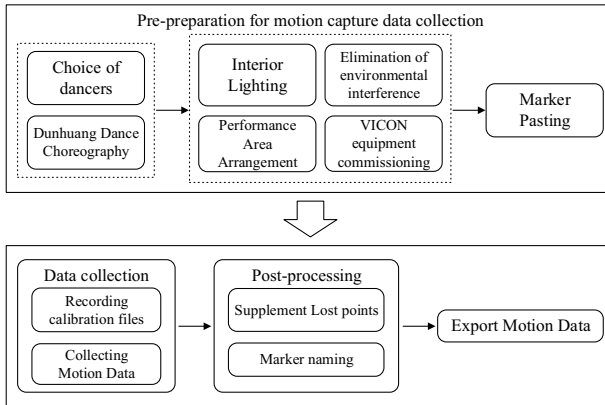 Pre-preparation for motion capture data collection
Choice of
dancers
Dunhuang Dance
Choreography
Interior
Lighting
Elimination of
environmental
interference
Performance
Area
Arrangement
VICON
equipment
commissioning
Marker
Pasting
Data collection
Recording
calibration files
Collecting
Motion Data
Post-processing
Supplement Lost points
Marker naming
Export Motion Data